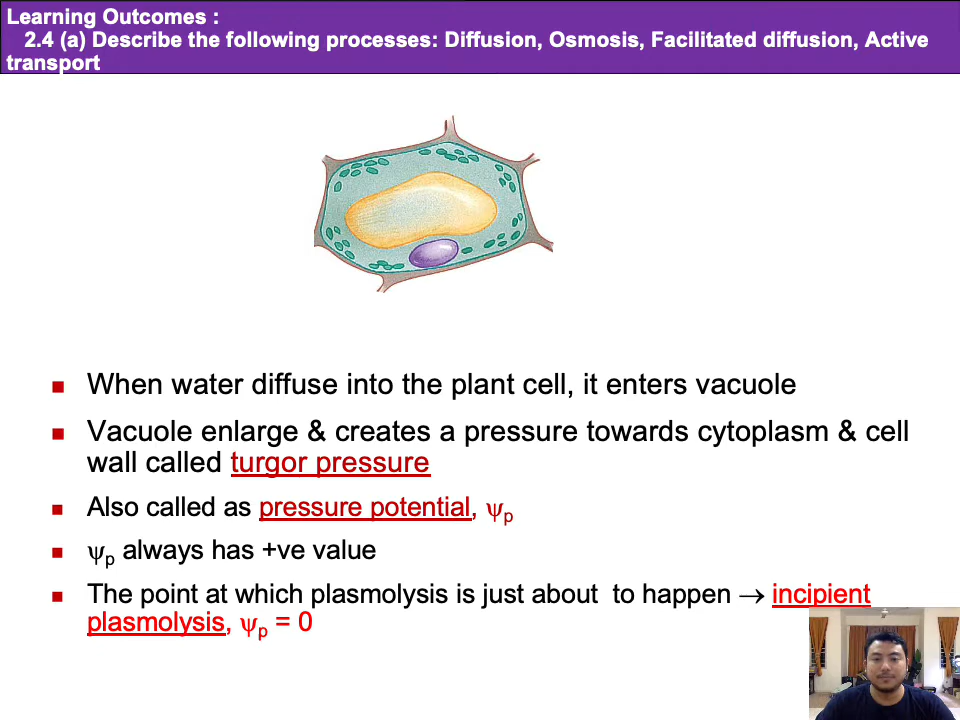 Learning Outcomes :
2.4 (a) Describe the following processes: Diffusion, Osmosis, Facilitated diffusion, Active
transport
When water diffuse into the plant cell, it enters vacuole
Vacuole enlarge & creates a pressure towards cytoplasm & cell
wall called turgor pressure
Also called as pressure potential, ψp
ψp always has +ve value
The point at which plasmolysis is just about to happen → incipient
plasmolysis, ψp = 0